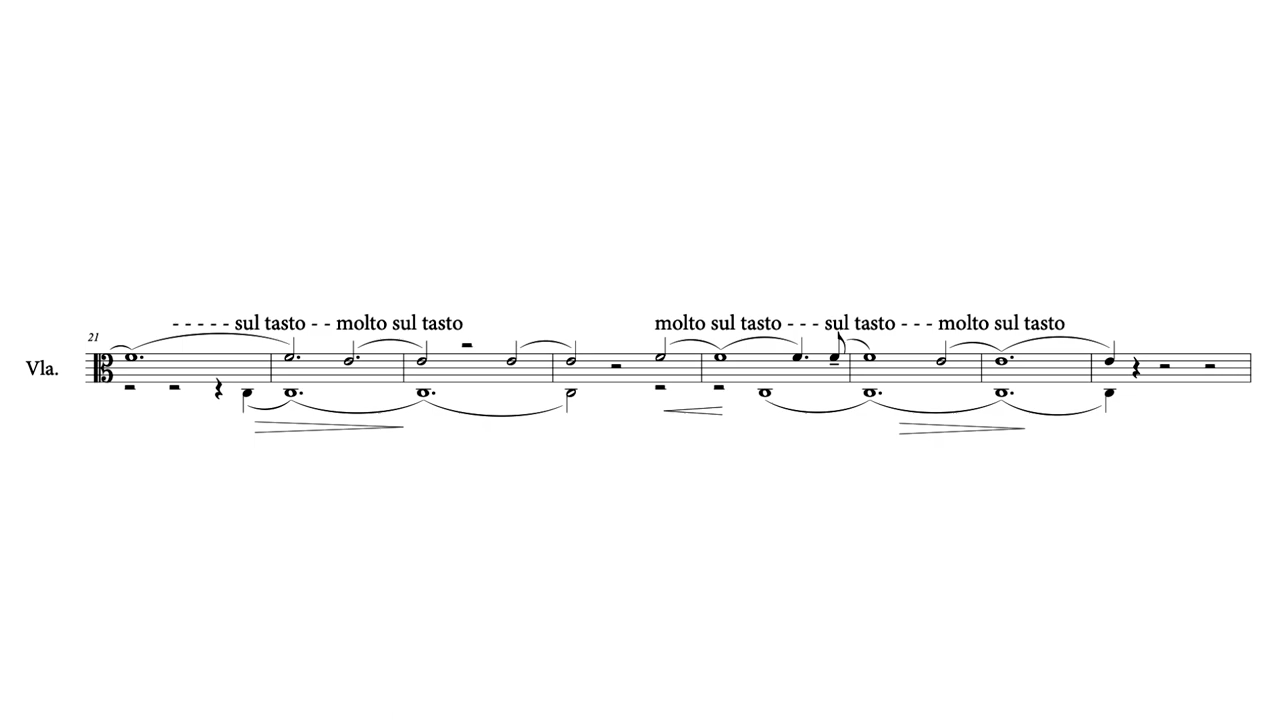 - - - - - sul tasto - - molto sul tasto molto sul tasto - - - sul tasto - - - molto sul tasto
21
Vla.